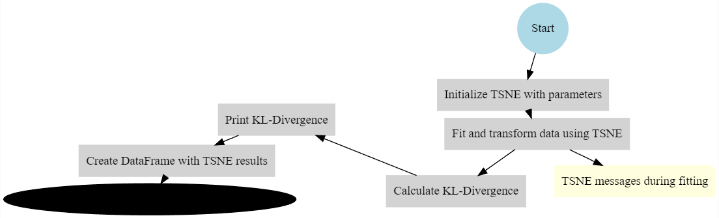 Start
Initialize TSNE with parameters
Fit and transform data using TSNE
TSNE messages during fitting
Calculate KL-Divergence
Print KL-Divergence
Create DataFrame with TSNE results